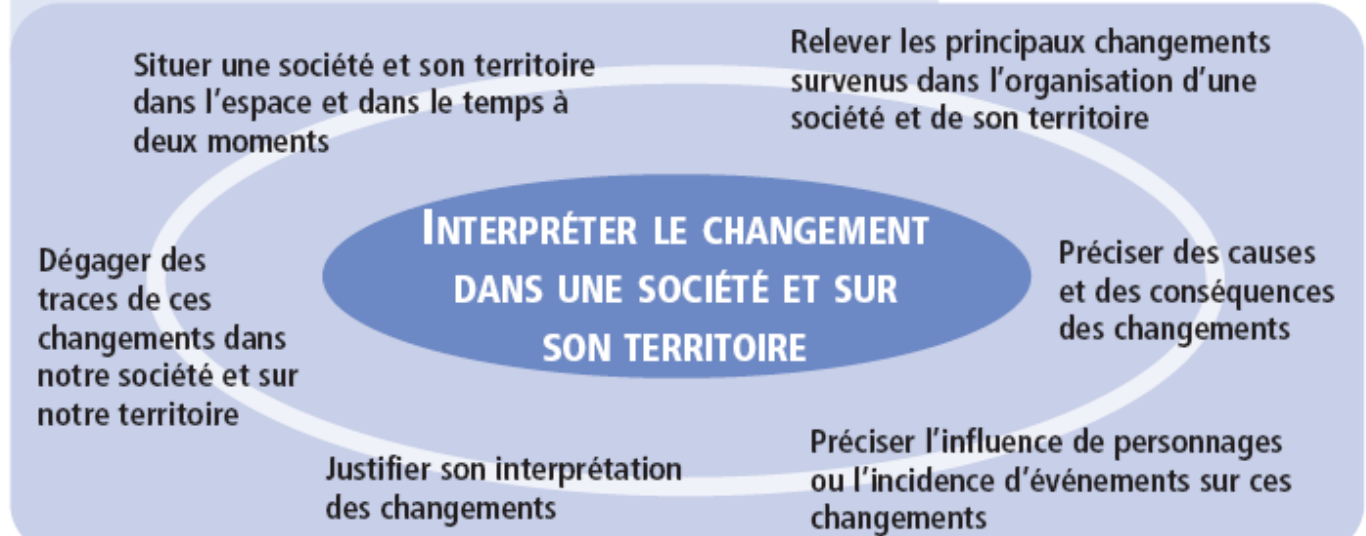 Situer une société et son territoire
dans l'espace et dans le temps à
deux moments
Relever les principaux changements
survenus dans l'organisation d'une
société et de son territoire
INTERPRÉTER LE CHANGEMENT
DANS UNE SOCIÉTÉ ET SUR
SON TERRITOIRE
Dégager des
traces de ces
changements dans
notre société et sur
notre territoire
Préciser des causes
et des conséquences
des changements
Justifier son interprétation
des changements
Préciser l'influence de personnages
ou l'incidence d'événements sur ces
changements